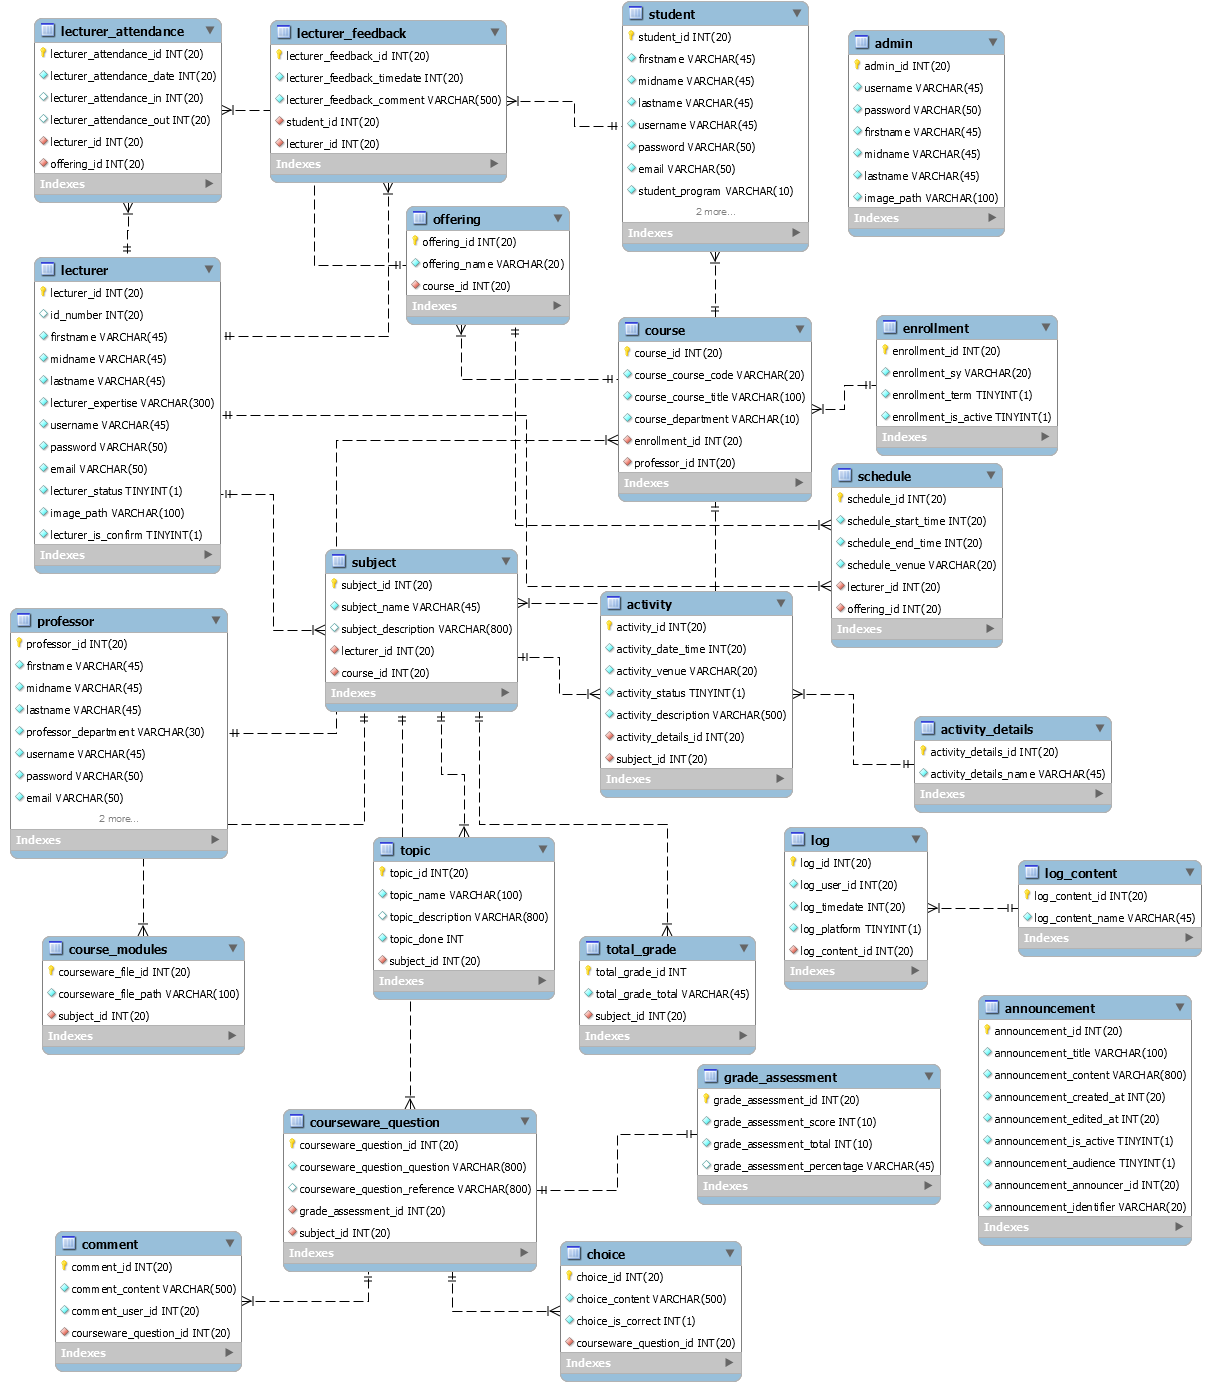 lecturer_attendance
lecturer_attendance_id INT(20)
lecturer_attendance_date INT(20)
lecturer_attendance_in INT(20)
lecturer_attendance_out INT(20)
lecturer_id INT(20)
offering_id INT(20)
Indexes
lecturer_feedback
lecturer_feedback_id INT(20)
lecturer_feedback_timedate INT(20)
lecturer_feedback_comment VARCHAR(500)
student_id INT(20)
lecturer_id INT(20)
Indexes
student
student_id INT(20)
firstname VARCHAR(45)
midname VARCHAR(45)
lastname VARCHAR(45)
username VARCHAR(45)
password VARCHAR(50)
email VARCHAR(50)
student_program VARCHAR(10)
2 more...
Indexes
admin
admin_id INT(20)
username VARCHAR(45)
password VARCHAR(50)
firstname VARCHAR(45)
midname VARCHAR(45)
lastname VARCHAR(45)
image_path VARCHAR(100)
Indexes
offering
offering_id INT(20)
offering_name VARCHAR(20)
course_id INT(20)
Indexes
lecturer
lecturer_id INT(20)
id_number INT(20)
firstname VARCHAR(45)
midname VARCHAR(45)
lastname VARCHAR(45)
lecturer_expertise VARCHAR(300)
username VARCHAR(45)
password VARCHAR(50)
email VARCHAR(50)
lecturer_status TINYINT(1)
image_path VARCHAR(100)
lecturer_is_confirm TINYINT(1)
Indexes
course
course_id INT(20)
course_course_code VARCHAR(20)
course_course_title VARCHAR(100)
course_department VARCHAR(10)
enrollment_id INT(20)
professor_id INT(20)
Indexes
enrollment
enrollment_id INT(20)
enrollment_sy VARCHAR(20)
enrollment_term TINYINT(1)
enrollment_is_active TINYINT(1)
Indexes
schedule
schedule_id INT(20)
schedule_start_time INT(20)
schedule_end_time INT(20)
schedule_venue VARCHAR(20)
lecturer_id INT(20)
offering_id INT(20)
Indexes
subject
subject_id INT(20)
subject_name VARCHAR(45)
subject_description VARCHAR(800)
lecturer_id INT(20)
course_id INT(20)
Indexes
activity
activity_id INT(20)
activity_date_time INT(20)
activity_venue VARCHAR(20)
activity_status TINYINT(1)
activity_description VARCHAR(500)
activity_details_id INT(20)
subject_id INT(20)
Indexes
professor
professor_id INT(20)
firstname VARCHAR(45)
midname VARCHAR(45)
lastname VARCHAR(45)
professor_department VARCHAR(30)
username VARCHAR(45)
password VARCHAR(50)
email VARCHAR(50)
2 more...
Indexes
activity_details
activity_details_id INT(20)
activity_details_name VARCHAR(45)
Indexes
topic
topic_id INT(20)
topic_name VARCHAR(100)
topic_description VARCHAR(800)
topic_done INT
subject_id INT(20)
Indexes
log
log_id INT(20)
log_user_id INT(20)
log_timedate INT(20)
log_platform TINYINT(1)
log_content_id INT(20)
Indexes
log_content
log_content_id INT(20)
log_content_name VARCHAR(45)
Indexes
course_modules
courseware_file_id INT(20)
courseware_file_path VARCHAR(100)
subject_id INT(20)
Indexes
total_grade
total_grade_id INT
total_grade_total VARCHAR(45)
subject_id INT(20)
Indexes
announcement
announcement_id INT(20)
announcement_title VARCHAR(100)
announcement_content VARCHAR(800)
announcement_created_at INT(20)
announcement_edited_at INT(20)
announcement_is_active TINYINT(1)
announcement_audience TINYINT(1)
announcement_announcer_id INT(20)
announcement_identifier VARCHAR(20)
Indexes
grade_assessment
grade_assessment_id INT(20)
grade_assessment_score INT(10)
grade_assessment_total INT(10)
grade_assessment_percentage VARCHAR(45)
Indexes
courseware_question
courseware_question_id INT(20)
courseware_question_question VARCHAR(800)
courseware_question_reference VARCHAR(800)
grade_assessment_id INT(20)
subject_id INT(20)
Indexes
comment
comment_id INT(20)
comment_content VARCHAR(500)
comment_user_id INT(20)
courseware_question_id INT(20)
Indexes
choice
choice_id INT(20)
choice_content VARCHAR(500)
choice_is_correct INT(1)
courseware_question_id INT(20)
Indexes